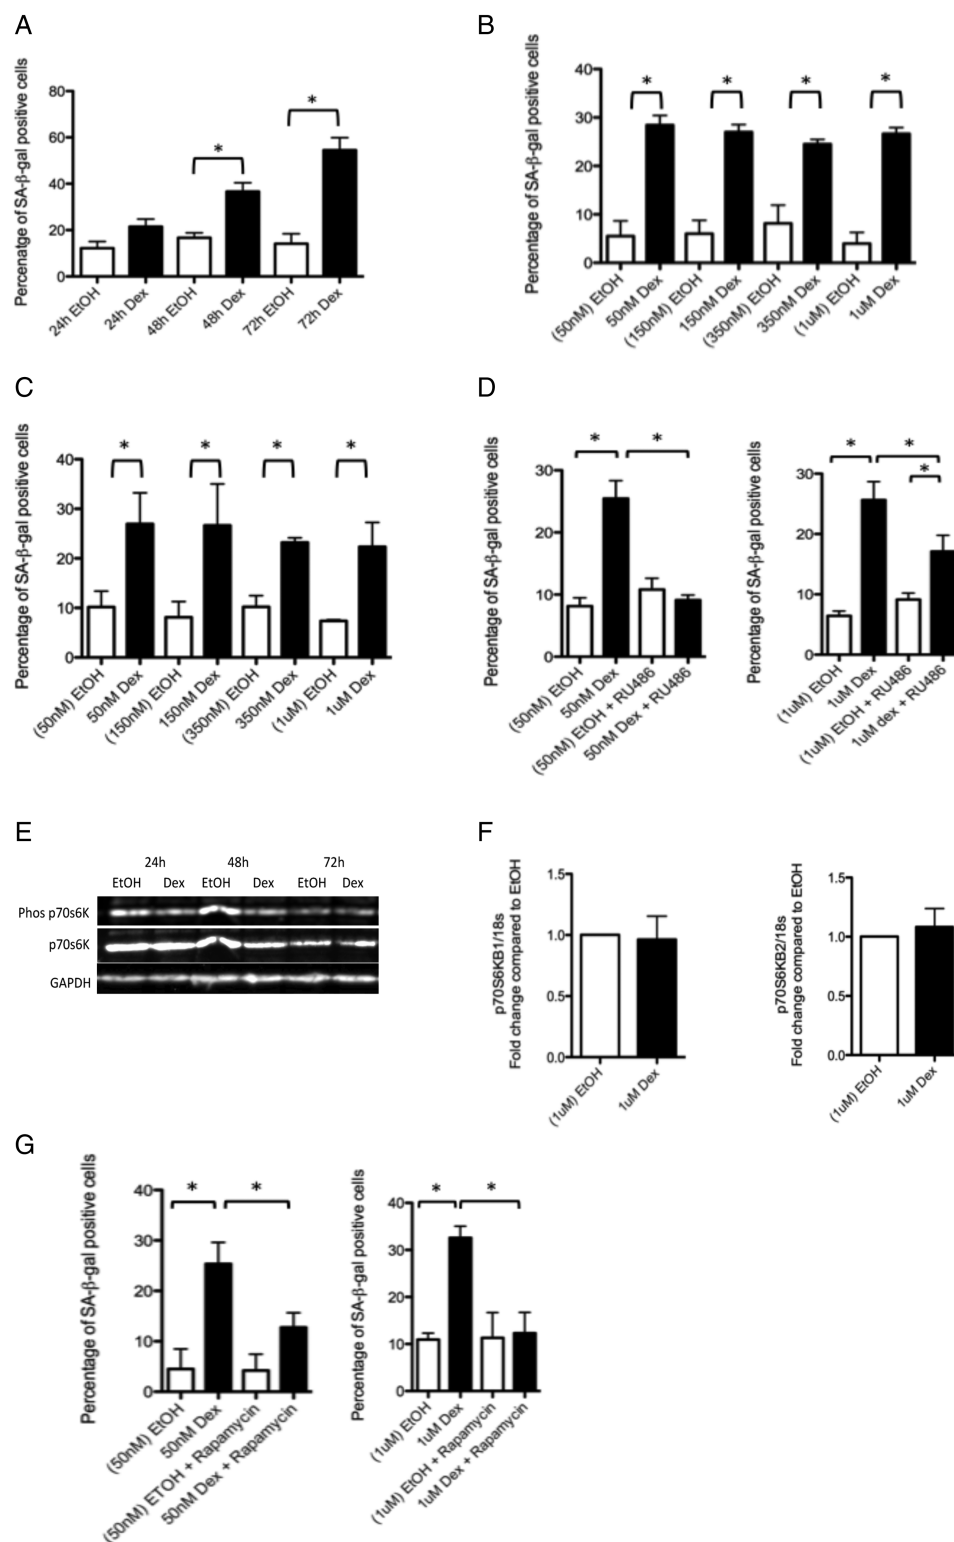 A
Percenatge of SA-β-gal positive cells
80
60
40
20
0
*
*
24h EtOH
24h Dex
48h EtOH
48h Dex
72h EtOH
72h Dex
B
Percentage of SA-β-gal positive cells
40
30
20
10
0
*
*
*
*
(50nM) EtOH
50nM Dex
(150nM) EtOH
150nM Dex
(350nM) EtOH
350nM Dex
(1uM) EtOH
1uM Dex
C
Percentage of SA-β-gal positive cells
40
30
20
10
0
*
*
*
*
(50nM) EtOH
50nM Dex
(150nM) EtOH
150nM Dex
(350nM) EtOH
350nM Dex
(1uM) EtOH
1uM Dex
D
Percentage of SA-β-gal positive cells
30
20
10
0
*
*
(50nM) EtOH
50nM Dex
(50nM) EtOH + RU486
50nM Dex + RU486
Percentage of SA-β-gal positive cells
30
20
10
0
*
*
*
(1uM) EtOH
1uM Dex
(1uM) EtOH + RU486
1uM dex + RU486
E
24h 48h 72h
EtOH Dex EtOH Dex EtOH Dex
Phos p70s6K
p70s6K
GAPDH
F
p70S6KB1/18s
Fold change compared to EtOH
1.5
1.0
0.5
0.0
(1uM) EtOH
1uM Dex
p70S6KB2/18s
Fold change compared to EtOH
1.5
1.0
0.5
0.0
(1uM) EtOH
1uM Dex
G
Percentage of SA-β-gal positive cells
40
30
20
10
0
*
*
(50nM) EtOH
50nM Dex
(50nM) ETOH + Rapamycin
50nM Dex + Rapamycin
Percentage of SA-β-gal positive cells
40
30
20
10
0
*
*
(1uM) EtOH
1uM Dex
(1uM) EtOH + Rapamycin
1uM Dex + Rapamycin